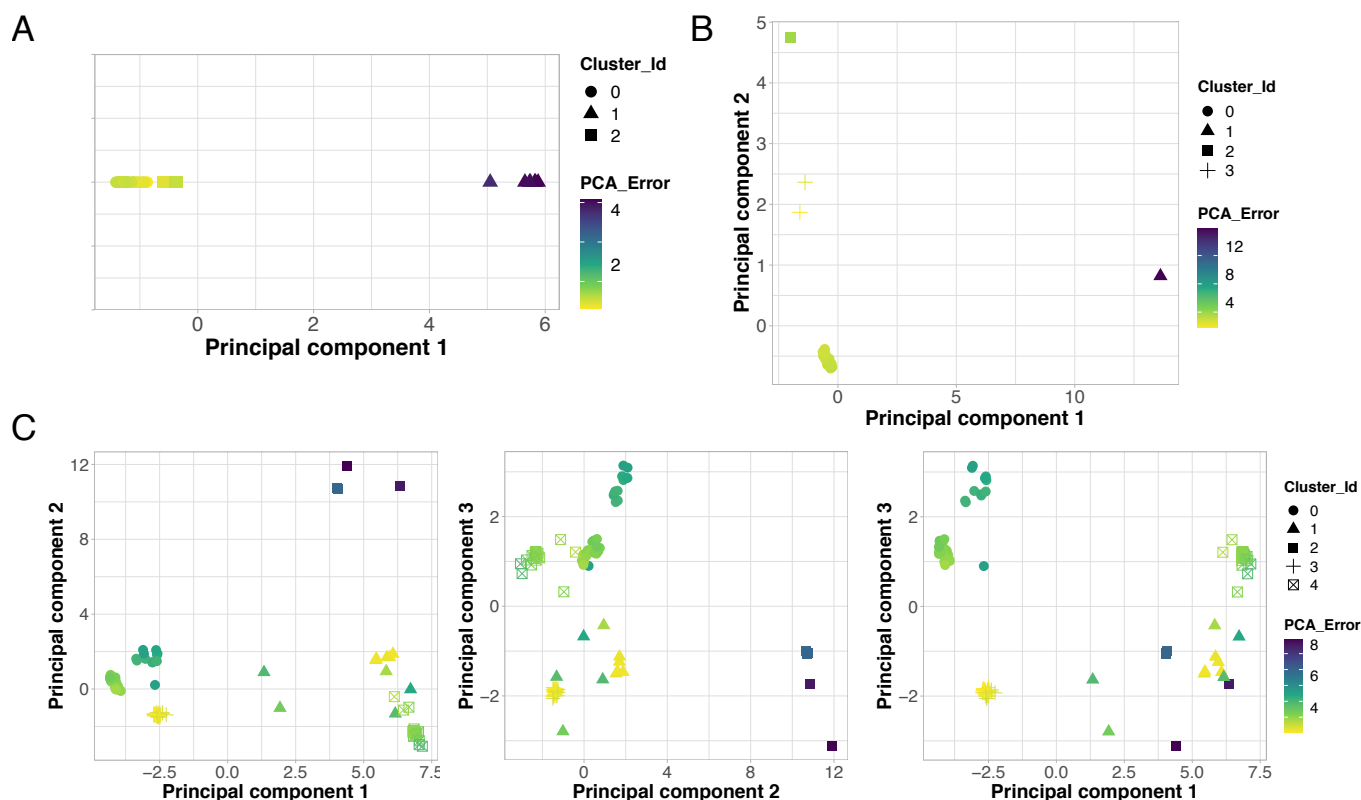 A
Cluster_Id
0
1
2
PCA_Error
4
2
0 2 4 6
Principal component 1
B
Principal component 2
5
4
3
2
1
0
0 5 10
Principal component 1
Cluster_Id
0
1
2
3
PCA_Error
12
8
4
C
Principal component 2
12
8
4
0
−2.5 0.0 2.5 5.0 7.5
Principal component 1
Principal component 3
2
0
−2
0 4 8 12
Principal component 2
Principal component 3
2
0
−2
−2.5 0.0 2.5 5.0 7.5
Principal component 1
Cluster_Id
0
1
2
3
4
PCA_Error
8
6
4